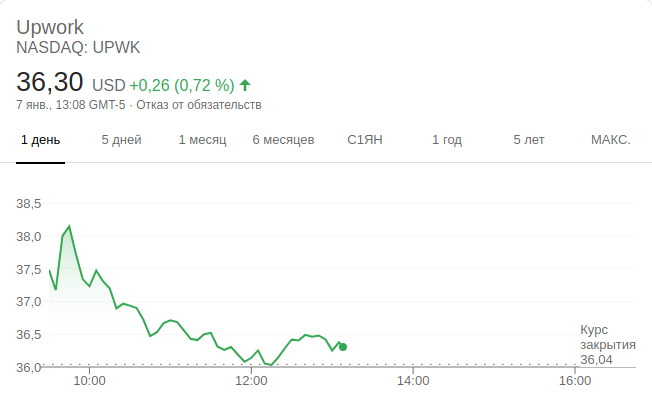 Upwork
NASDAQ: UPWK
36,30 USD +0,26 (0,72 %)
7 янв., 13:08 GMT-5 · Отказ от обязательств
1 день 5 дней 1 месяц 6 месяцев С1ЯН 1 год 5 лет МАКС.
38,5
38,0
37,5
37,0
36,5
36,0
Курс
закрытия
36,04
10:00 12:00 14:00 16:00